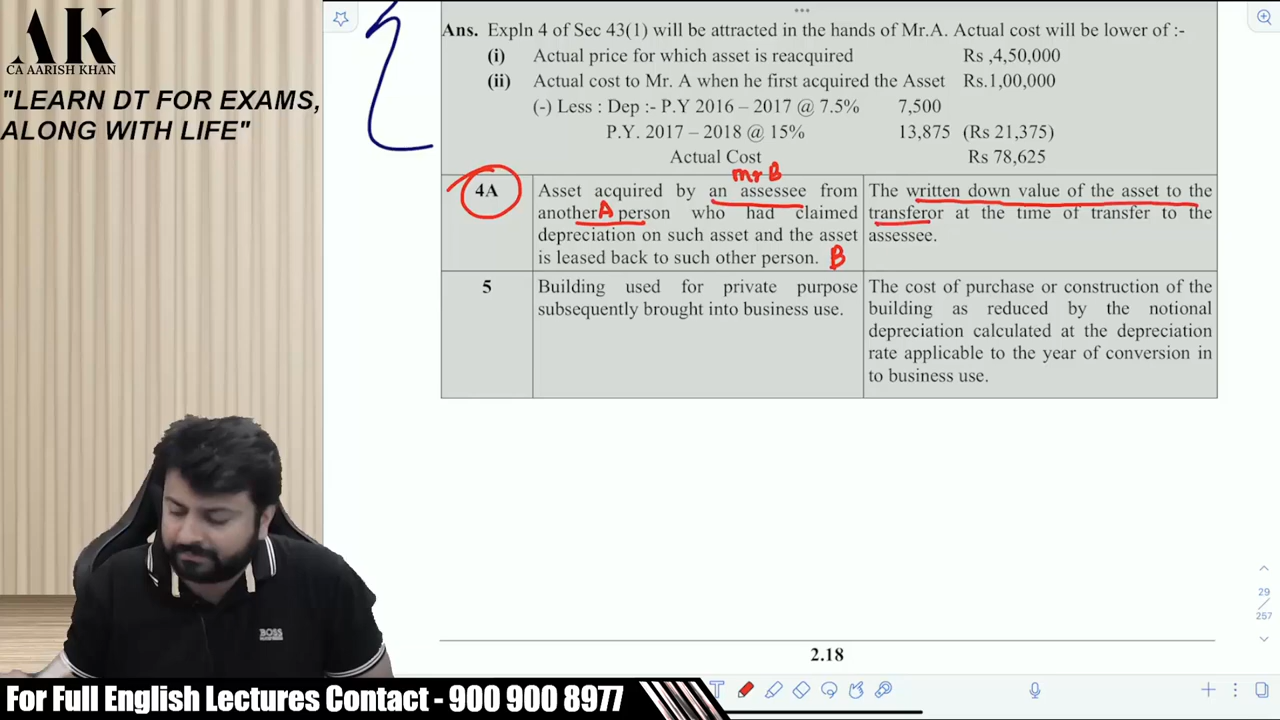 AK
CA AARISH KHAN
"LEARN DT FOR EXAMS,
ALONG WITH LIFE"
Ans. Expln 4 of Sec 43(1) will be attracted in the hands of Mr.A. Actual cost will be lower of :-
(i) Actual price for which asset is reacquired Rs ,4,50,000
(ii) Actual cost to Mr. A when he first acquired the Asset Rs.1,00,000
(-) Less : Dep :- P.Y 2016 – 2017 @ 7.5% 7,500
P.Y. 2017 – 2018 @ 15% 13,875 (Rs 21,375)
Actual Cost Rs 78,625
mr B
4A
Asset acquired by an assessee from
another A person who had claimed
depreciation on such asset and the asset
is leased back to such other person. B
The written down value of the asset to the
transferor at the time of transfer to the
assessee.
5
Building used for private purpose
subsequently brought into business use.
The cost of purchase or construction of the
building as reduced by the notional
depreciation calculated at the depreciation
rate applicable to the year of conversion in
to business use.
29
257
2.18
BOSS
For Full English Lectures Contact - 900 900 8977